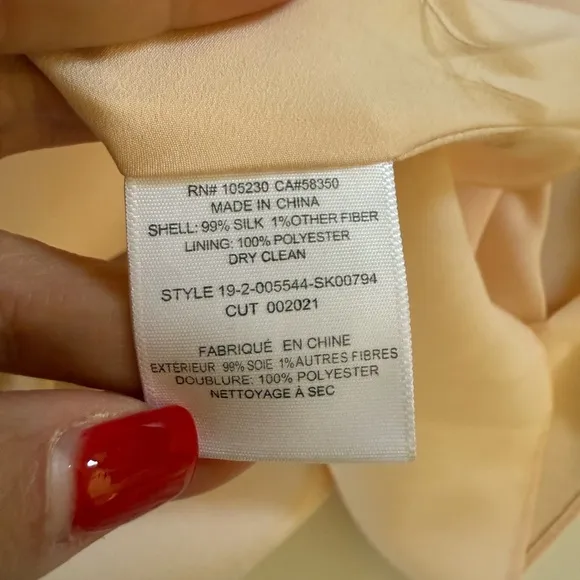 RN# 105230 CA#58350
MADE IN CHINA
SHELL: 99% SILK 1%OTHER FIBER
LINING: 100% POLYESTER
DRY CLEAN
STYLE 19-2-005544-SK00794
CUT 002021
FABRIQUÉ EN CHINE
EXTÉRIEUR 99% SOIE 1%AUTRES FIBRES
DOUBLURE: 100% POLYESTER
NETTOYAGE À SEC